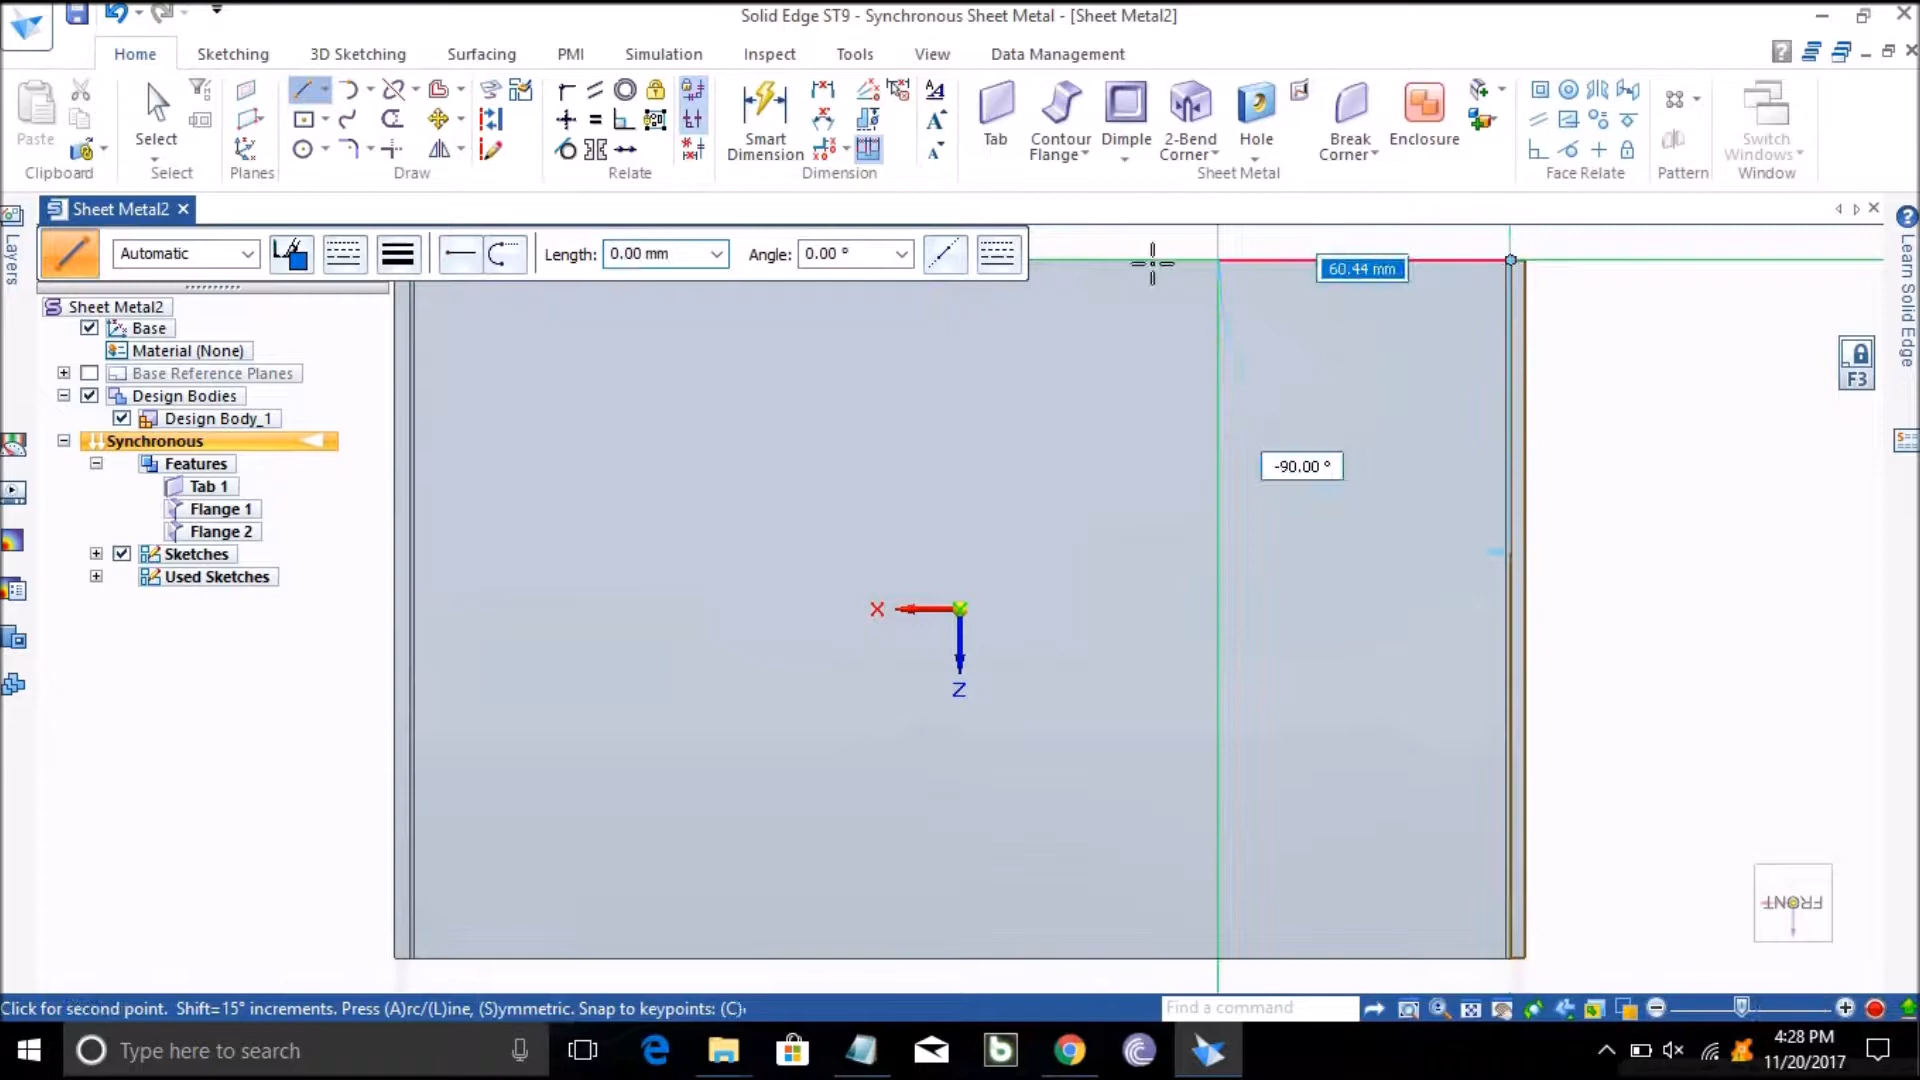 Solid Edge ST9 - Synchronous Sheet Metal - [Sheet Metal2]
Home Sketching 3D Sketching Surfacing PMI Simulation Inspect Tools View Data Management
Paste
Clipboard
Select
Select
Planes
Draw
Relate
Smart Dimension
Dimension
Tab
Contour Flange
Dimple
2-Bend Corner
Hole
Break Corner
Enclosure
Sheet Metal
Face Relate
Pattern
Switch Windows
Window
Sheet Metal2
Automatic
Length: 0.00 mm
Angle: 0.00 °
Layers
Learn Solid Edge
Sheet Metal2
Base
Material (None)
Base Reference Planes
Design Bodies
Design Body_1
Synchronous
Features
Tab 1
Flange 1
Flange 2
Sketches
Used Sketches
60.44 mm
-90.00 °
F3
X
Z
FRONT
Click for second point. Shift=15° increments. Press (A)rc/(L)ine, (S)ymmetric. Snap to keypoints: (C)
Find a command
Type here to search
4:28 PM
11/20/2017